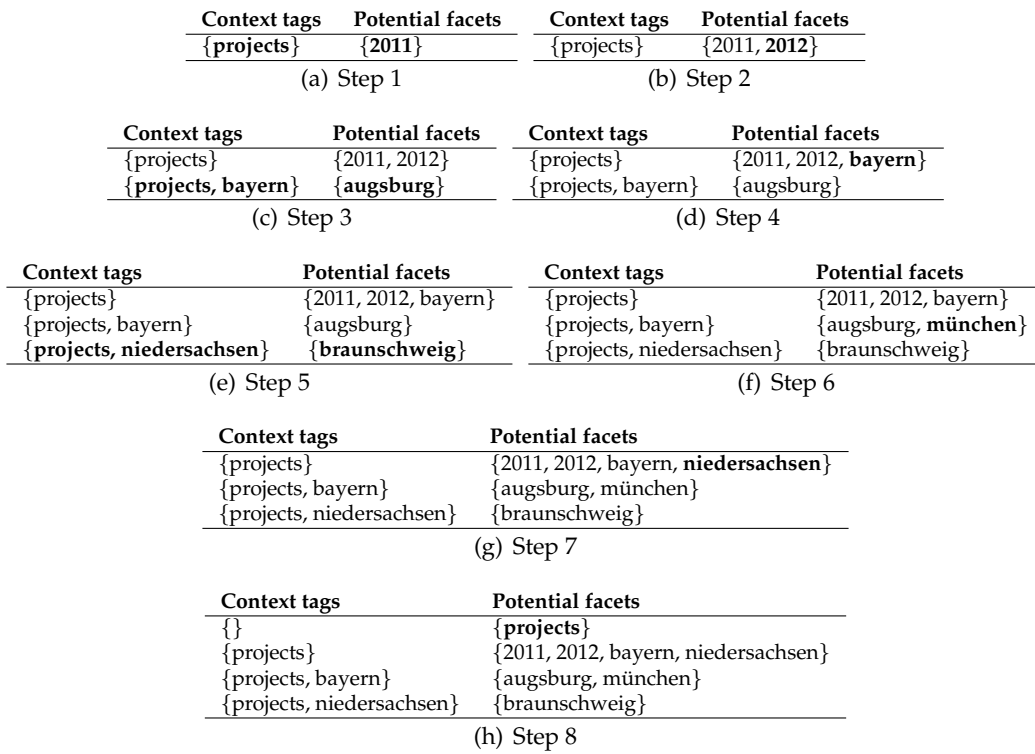 Context tags Potential facets Context tags Potential facets
{projects} {2011} {projects} {2011, 2012}
(a) Step 1 (b) Step 2
Context tags Potential facets Context tags Potential facets
{projects} {2011, 2012} {projects} {2011, 2012, bayern}
{projects, bayern} {augsburg} {projects, bayern} {augsburg}
(c) Step 3 (d) Step 4
Context tags Potential facets Context tags Potential facets
{projects} {2011, 2012, bayern} {projects} {2011, 2012, bayern}
{projects, bayern} {augsburg} {projects, bayern} {augsburg, münchen}
{projects, niedersachsen} {braunschweig} {projects, niedersachsen} {braunschweig}
(e) Step 5 (f) Step 6
Context tags Potential facets
{projects} {2011, 2012, bayern, niedersachsen}
{projects, bayern} {augsburg, münchen}
{projects, niedersachsen} {braunschweig}
(g) Step 7
Context tags Potential facets
{} {projects}
{projects} {2011, 2012, bayern, niedersachsen}
{projects, bayern} {augsburg, münchen}
{projects, niedersachsen} {braunschweig}
(h) Step 8